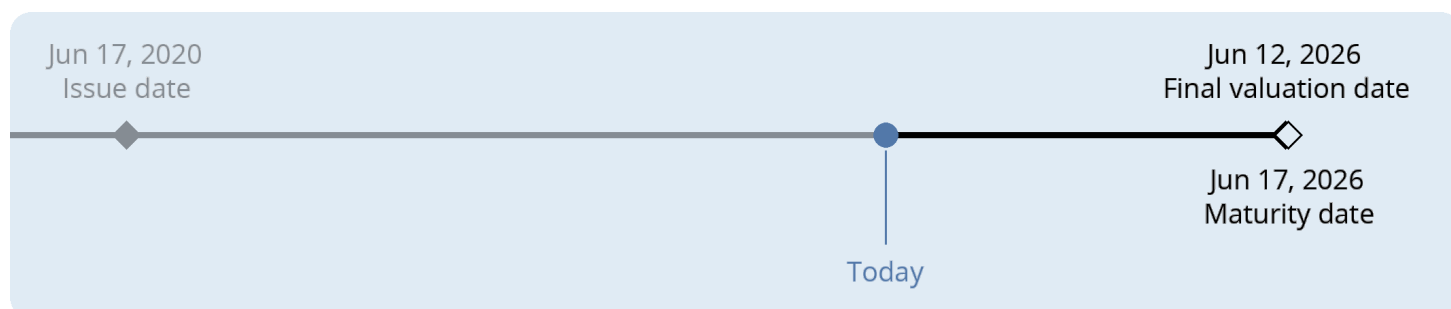 Jun 17, 2020
Issue date
Jun 12, 2026
Final valuation date
Jun 17, 2026
Maturity date
Today